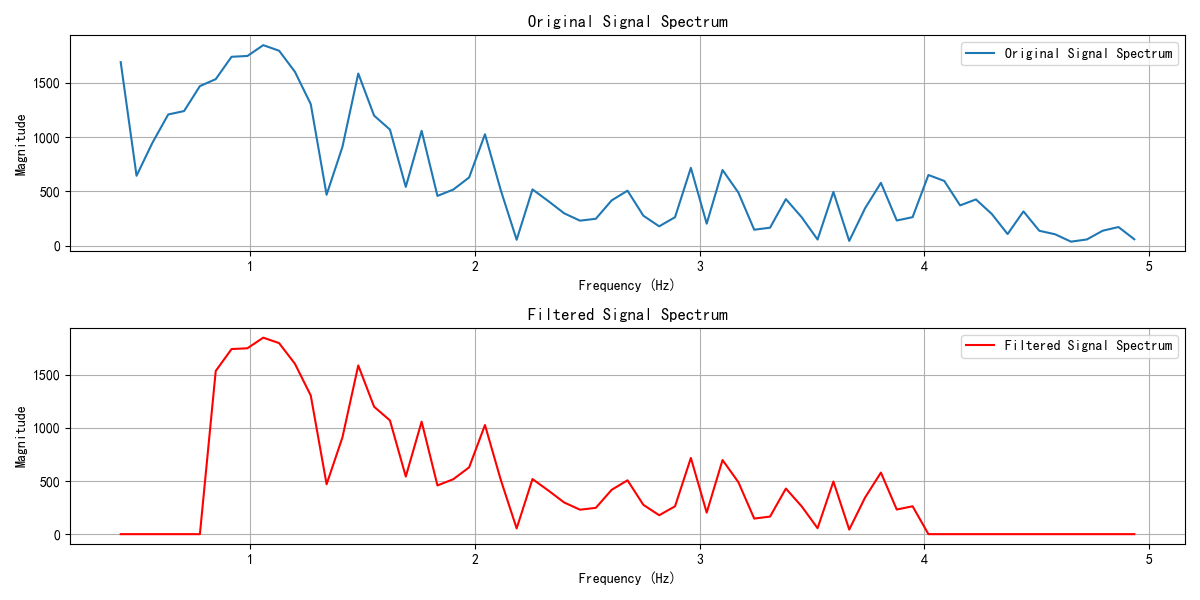 Original Signal Spectrum
Original Signal Spectrum
Magnitude
1500
1000
500
0
1 2 3 4 5
Frequency (Hz)
Filtered Signal Spectrum
Filtered Signal Spectrum
Magnitude
1500
1000
500
0
1 2 3 4 5
Frequency (Hz)